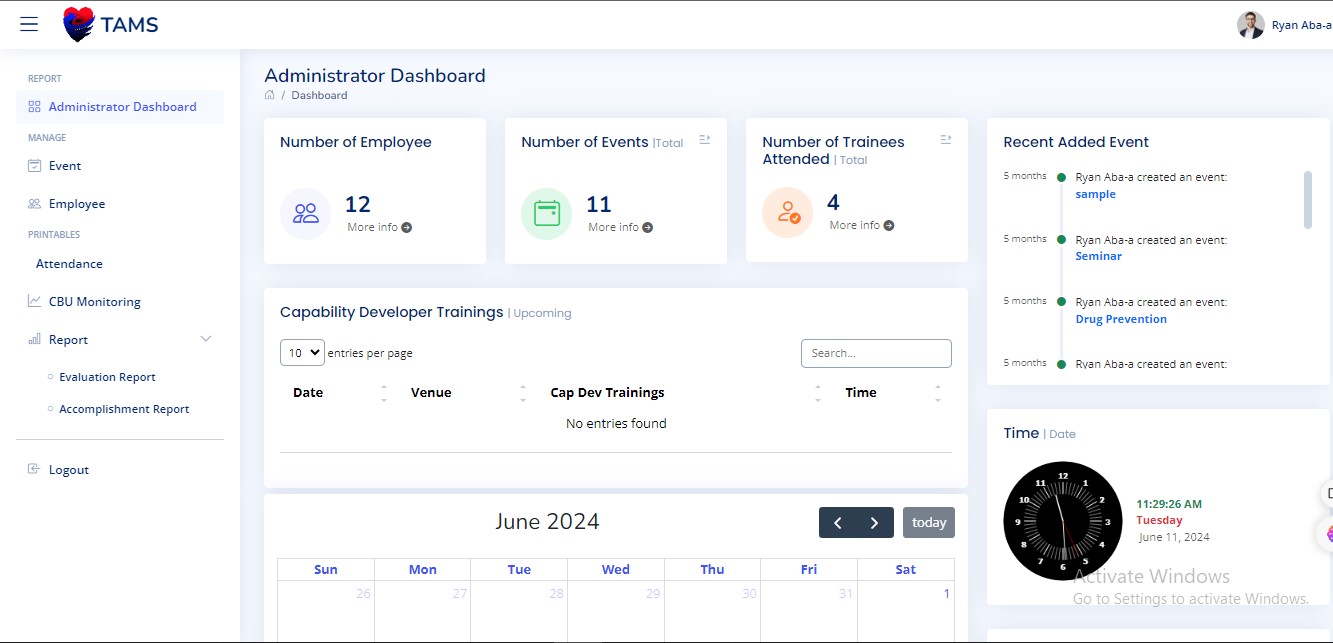 TAMS
Ryan Aba-a
REPORT
Administrator Dashboard
MANAGE
Event
Employee
PRINTABLES
Attendance
CBU Monitoring
Report
Evaluation Report
Accomplishment Report
Logout
Administrator Dashboard
/ Dashboard
Number of Employee
12
More info
Number of Events |Total
11
More info
Number of Trainees
Attended | Total
4
More info
Capability Developer Trainings | Upcoming
10 entries per page
Search...
Date Venue Cap Dev Trainings Time
No entries found
June 2024
today
Sun Mon Tue Wed Thu Fri Sat
26 27 28 29 30 31 1
Recent Added Event
5 months Ryan Aba-a created an event:
sample
5 months Ryan Aba-a created an event:
Seminar
5 months Ryan Aba-a created an event:
Drug Prevention
5 months Ryan Aba-a created an event:
Time | Date
12 1 2 3 4 5 6 7 8 9 10 11
11:29:26 AM
Tuesday
June 11, 2024
Activate Windows
Go to Settings to activate Windows.